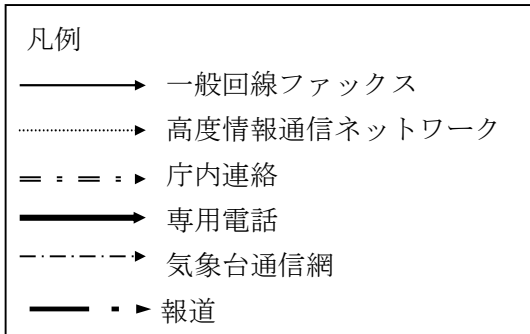 凡例
一般回線ファックス
高度情報通信ネットワーク
庁内連絡
専用電話
気象台通信網
報道